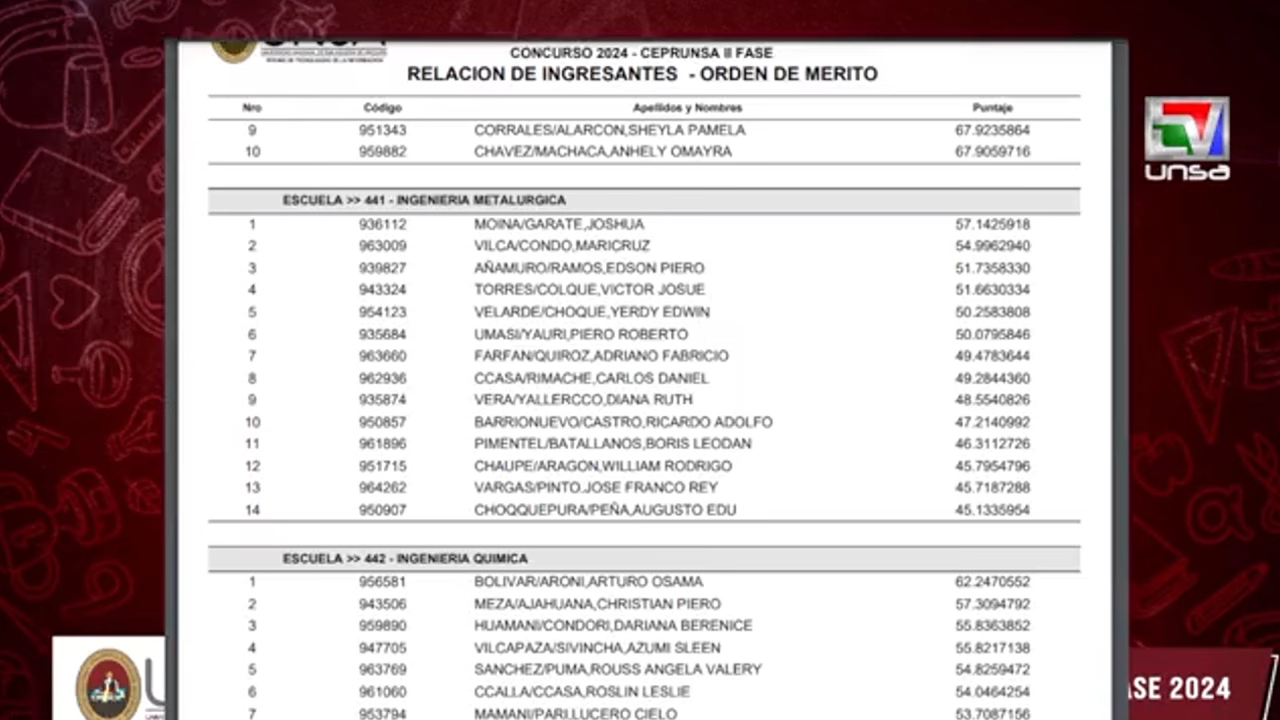 CONCURSO 2024 - CEPRUNSA II FASE
RELACION DE INGRESANTES - ORDEN DE MERITO
Nro Código Apellidos y Nombres Puntaje
9 951343 CORRALES/ALARCON,SHEYLA PAMELA 67.9235864
10 959882 CHAVEZ/MACHACA,ANHELY OMAYRA 67.9059716
unsa
ESCUELA >> 441 - INGENIERIA METALURGICA
1 936112 MOINA/GARATE,JOSHUA 57.1425918
2 963009 VILCA/CONDO,MARICRUZ 54.9962940
3 939827 AÑAMURO/RAMOS,EDSON PIERO 51.7358330
4 943324 TORRES/COLQUE,VICTOR JOSUE 51.6630334
5 954123 VELARDE/CHOQUE,YERDY EDWIN 50.2583808
6 935684 UMASI/YAURI,PIERO ROBERTO 50.0795846
7 963660 FARFAN/QUIROZ,ADRIANO FABRICIO 49.4783644
8 962936 CCASA/RIMACHE,CARLOS DANIEL 49.2844360
9 935874 VERA/YALLERCCO,DIANA RUTH 48.5540826
10 950857 BARRIONUEVO/CASTRO,RICARDO ADOLFO 47.2140992
11 961896 PIMENTEL/BATALLANOS,BORIS LEODAN 46.3112726
12 951715 CHAUPE/ARAGON,WILLIAM RODRIGO 45.7954796
13 964262 VARGAS/PINTO,JOSE FRANCO REY 45.7187288
14 950907 CHOQQUEPURA/PEÑA,AUGUSTO EDU 45.1335954
ESCUELA >> 442 - INGENIERIA QUIMICA
1 956581 BOLIVAR/ARONI,ARTURO OSAMA 62.2470552
2 943506 MEZA/AJAHUANA,CHRISTIAN PIERO 57.3094792
3 959890 HUAMANI/CONDORI,DARIANA BERENICE 55.8363852
4 947705 VILCAPAZA/SIVINCHA,AZUMI SLEEN 55.8217138
5 963769 SANCHEZ/PUMA,ROUSS ANGELA VALERY 54.8259472
6 961060 CCALLA/CCASA,ROSLIN LESLIE 54.0464254
7 953794 MAMANI/PARI,LUCERO CIELO 53.7087156
ASE 2024